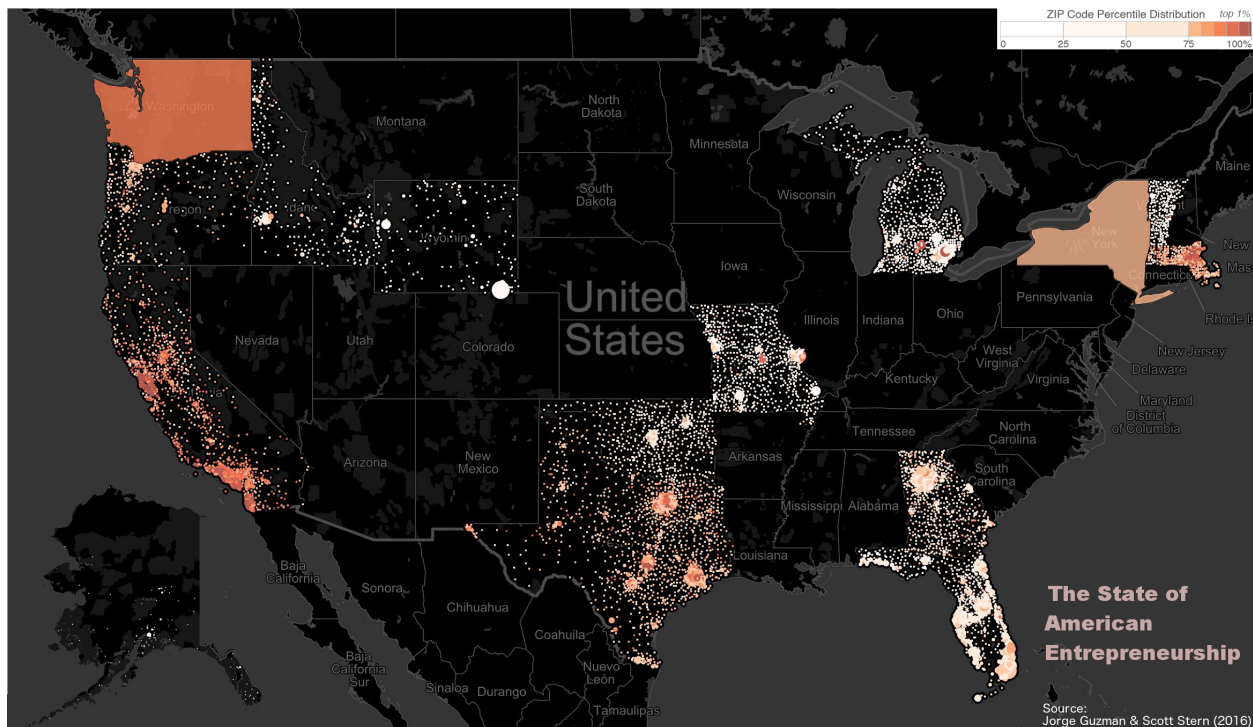 ZIP Code Percentile Distribution top 1%
0 25 50 75 100%
Washington
Montana
North
Dakota
Minnesota
Maine
South
Dakota
Wisconsin
regon
Idaho
Wyomin
New
York
New
Mass
Connecticut
Rhode I
Iowa
Nevada
Utah
Colorado
United
States
Illinois
Indiana
Ohio
Pennsylvania
New Jersey
Delaware
Maryland
District
of Columbia
West
Virginia
Virginia
Kentucky
Tennessee
North
Carolina
South
Carolina
Arizona
New
Mexico
Arkansas
Mississippi
Alabama
Louisiana
Baja
California
Sonora
Chihuahua
Coahuila
Baja
California
Sur
Sinaloa
Durango
Nuevo
León
Tamaulipas
The State of
American
Entrepreneurship
Source:
Jorge Guzman & Scott Stern (2016)